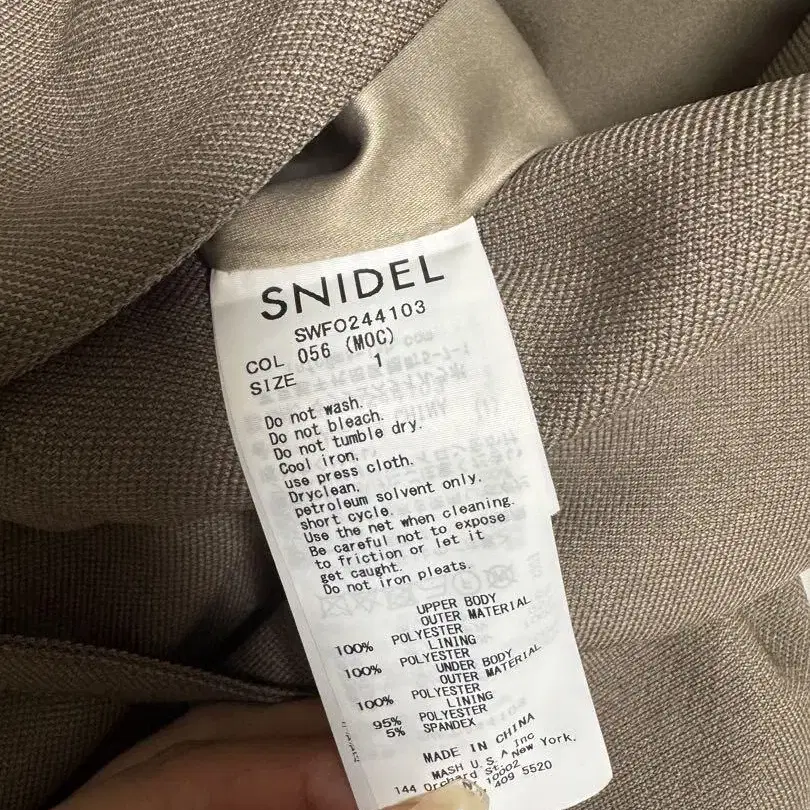 SNIDEL
SWFO244103
COL 056 (MOC)
SIZE 1
Do not wash.
Do not bleach.
Do not tumble dry.
Cool iron,
use press cloth.
Dryclean,
petroleum solvent only.
short cycle.
Use the net when cleaning.
Be careful not to expose
to friction or let it
get caught.
Do not iron pleats.
UPPER BODY
OUTER MATERIAL
100% POLYESTER
LINING
100% POLYESTER
UNDER BODY
OUTER MATERIAL
100% POLYESTER
LINING
95% POLYESTER
5% SPANDEX
MADE IN CHINA
MASH U.S.A Inc
144 Orchard St. New York.
10002
409 5520